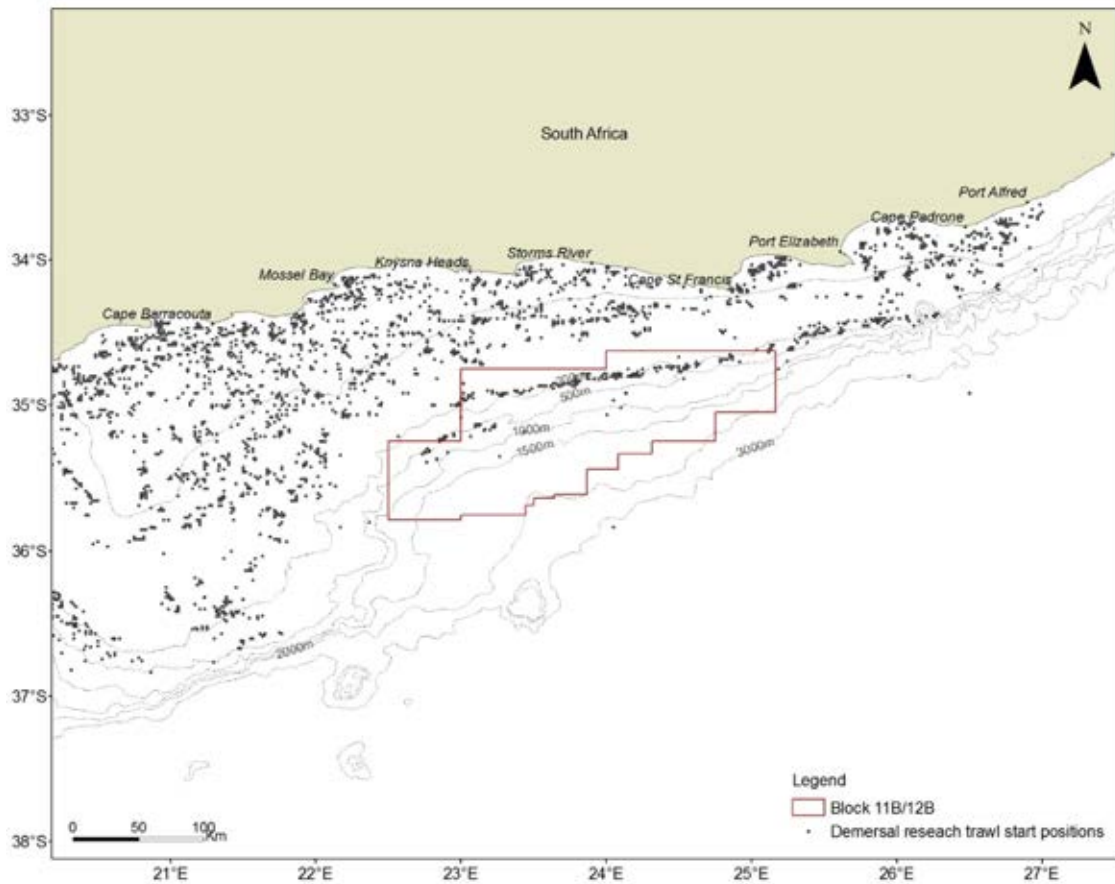 N
33°S
South Africa
Port Alfred
Cape Padrone
Port Elizabeth
34°S
Storms River
Knysna Heads
Mossel Bay
Cape St Francis
Cape Barracouta
35°S
500m
1000m
1500m
3000m
36°S
2000m
37°S
Legend
Block 11B/12B
Demersal reseach trawl start positions
0 50 100
Km
38°S
21°E 22°E 23°E 24°E 25°E 26°E 27°E